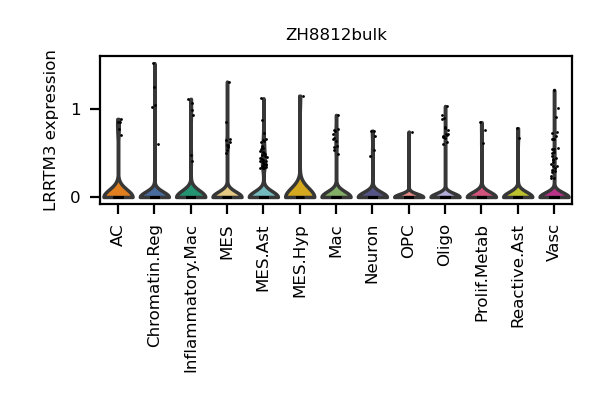 ZH8812bulk
LRRTM3 expression
1
0
AC
Chromatin.Reg
Inflammatory.Mac
MES
MES.Ast
MES.Hyp
Mac
Neuron
OPC
Oligo
Prolif.Metab
Reactive.Ast
Vasc